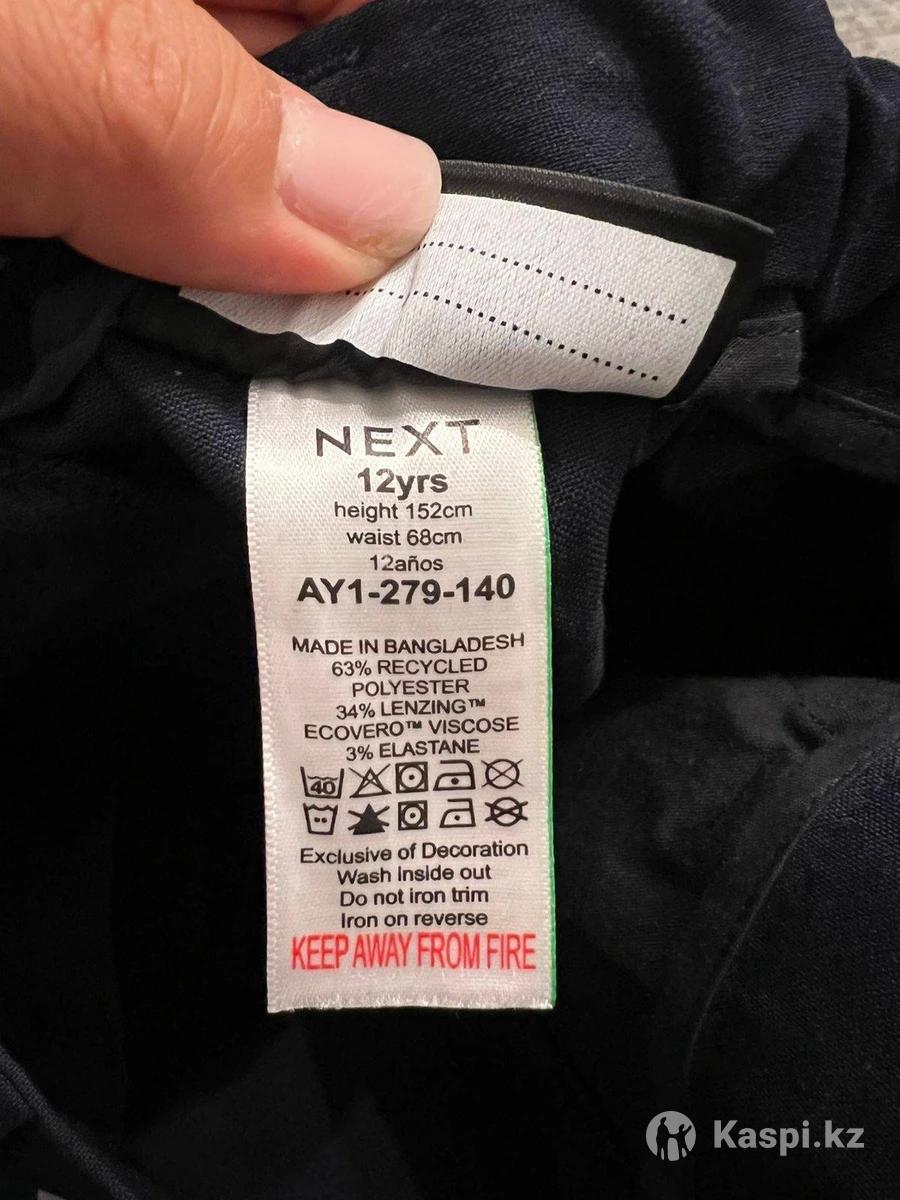 NEXT
12yrs
height 152cm
waist 68cm
12años
AY1-279-140
MADE IN BANGLADESH
63% RECYCLED
POLYESTER
34% LENZING™
ECOVERO™ VISCOSE
3% ELASTANE
40
Exclusive of Decoration
Wash inside out
Do not iron trim
Iron on reverse
KEEP AWAY FROM FIRE
Kaspi.kz